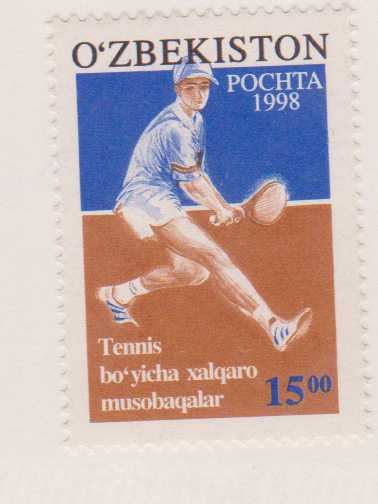 O‘ZBEKISTON
POCHTA
1998
Tennis
bo‘yicha xalqaro
musobaqalar
15 00